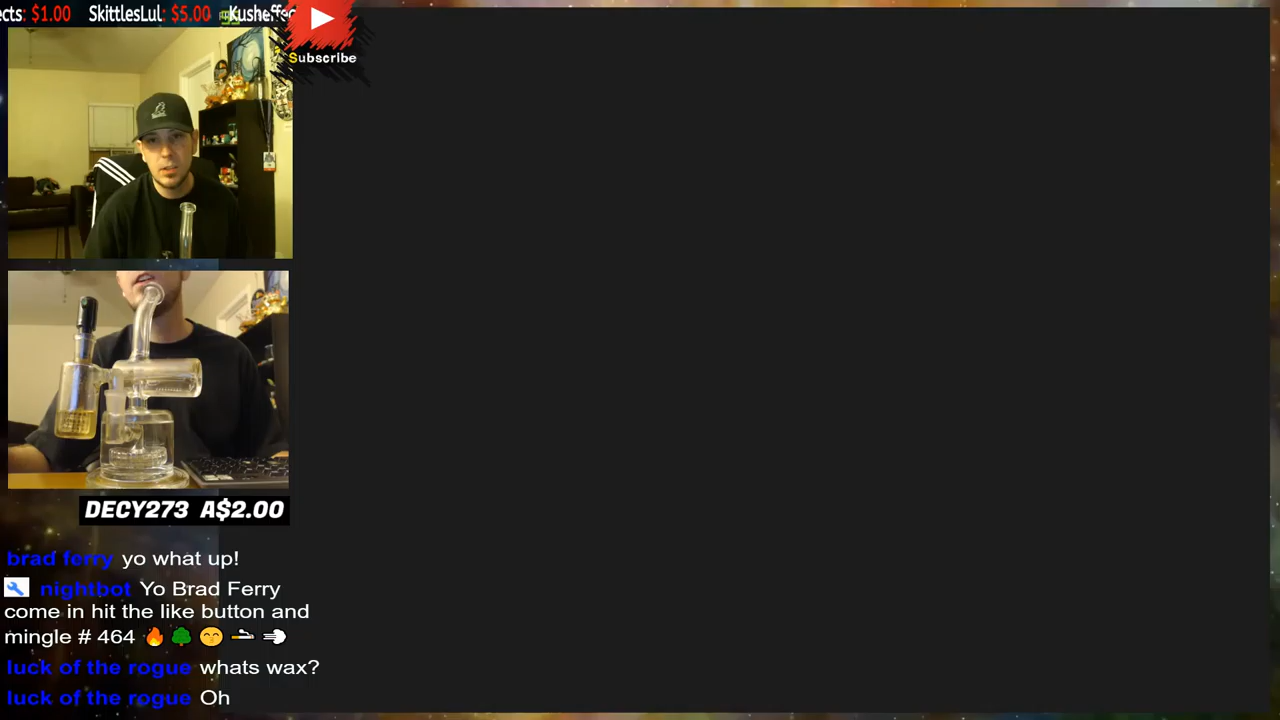 ects: $1.00 SkittlesLul: $5.00 Kusheffec
Subscribe
DECY273 A$2.00
brad ferry yo what up!
nightbot Yo Brad Ferry
come in hit the like button and
mingle # 464
luck of the rogue whats wax?
luck of the rogue Oh